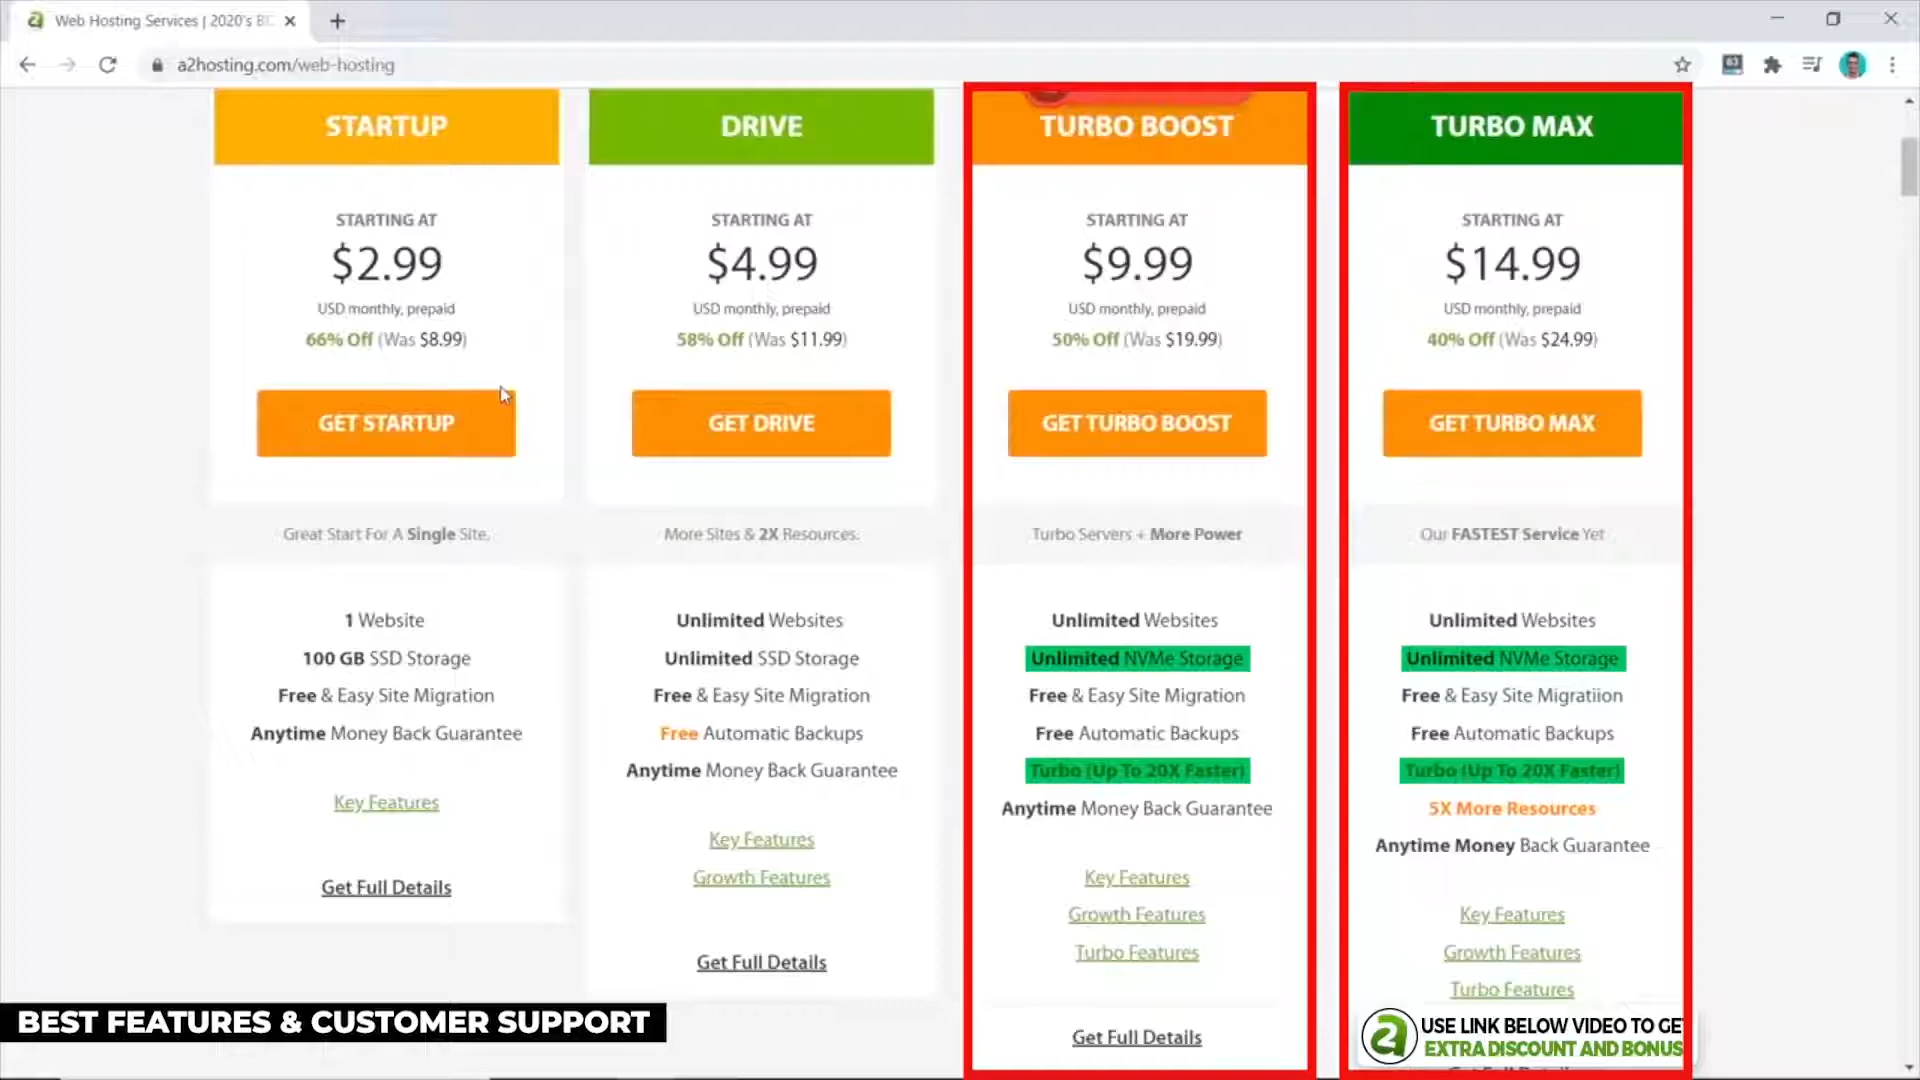 Web Hosting Services | 2020's
a2hosting.com/web-hosting
STARTUP
STARTING AT
$2.99
USD monthly, prepaid
66% Off (Was $8.99)
GET STARTUP
Great Start For A Single Site.
1 Website
100 GB SSD Storage
Free & Easy Site Migration
Anytime Money Back Guarantee
Key Features
Get Full Details
DRIVE
STARTING AT
$4.99
USD monthly, prepaid
58% Off (Was $11.99)
GET DRIVE
More Sites & 2X Resources.
Unlimited Websites
Unlimited SSD Storage
Free & Easy Site Migration
Free Automatic Backups
Anytime Money Back Guarantee
Key Features
Growth Features
Get Full Details
TURBO BOOST
STARTING AT
$9.99
USD monthly, prepaid
50% Off (Was $19.99)
GET TURBO BOOST
Turbo Servers + More Power
Unlimited Websites
Unlimited NVMe Storage
Free & Easy Site Migration
Free Automatic Backups
Turbo (Up To 20X Faster)
Anytime Money Back Guarantee
Key Features
Growth Features
Turbo Features
Get Full Details
TURBO MAX
STARTING AT
$14.99
USD monthly, prepaid
40% Off (Was $24.99)
GET TURBO MAX
Our FASTEST Service Yet
Unlimited Websites
Unlimited NVMe Storage
Free & Easy Site Migratiion
Free Automatic Backups
Turbo (Up To 20X Faster)
5X More Resources
Anytime Money Back Guarantee
Key Features
Growth Features
Turbo Features
BEST FEATURES & CUSTOMER SUPPORT
USE LINK BELOW VIDEO TO GE
EXTRA DISCOUNT AND BONUS